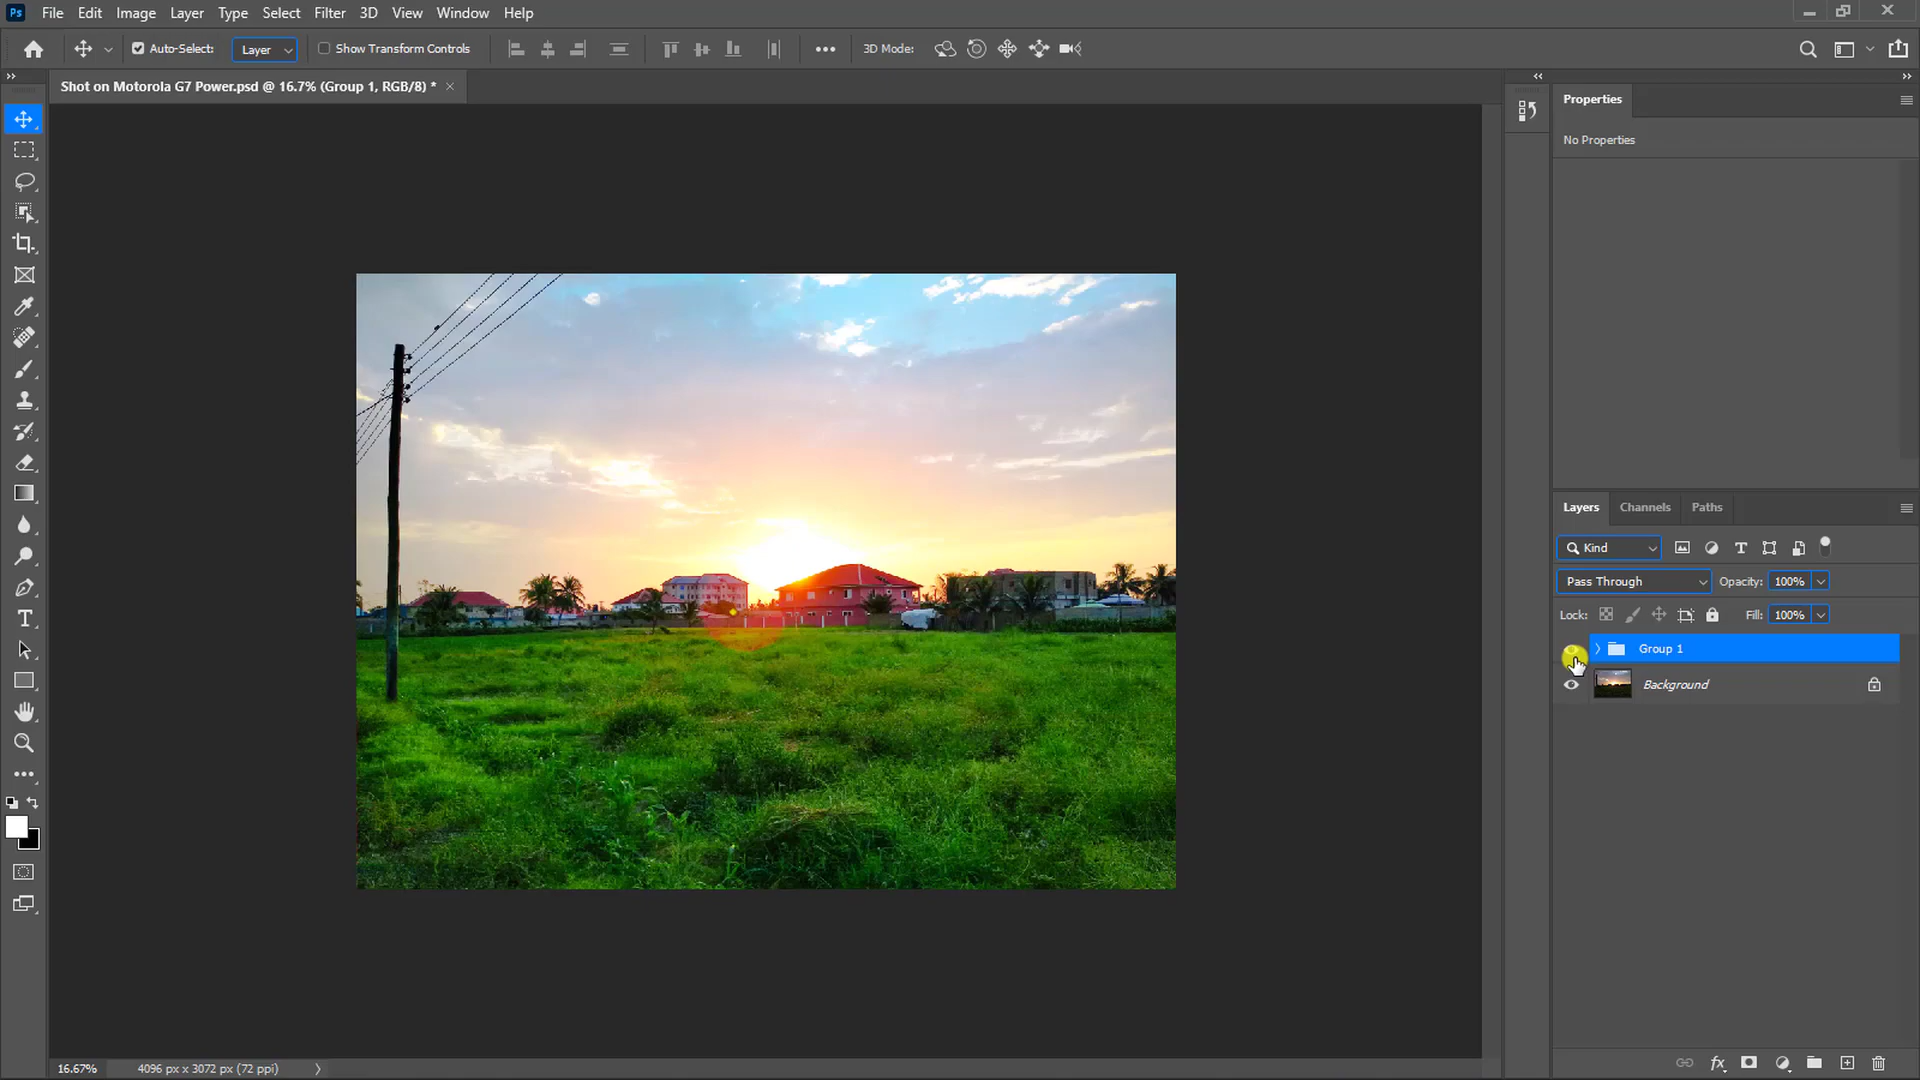 Ps File Edit Image Layer Type Select Filter 3D View Window Help
Auto-Select: Layer Show Transform Controls 3D Mode:
Shot on Motorola G7 Power.psd @ 16.7% (Group 1, RGB/8) *
Properties
No Properties
Layers Channels Paths
Kind
Pass Through Opacity: 100%
Lock: Fill: 100%
Group 1
Background
16.67% 4096 px x 3072 px (72 ppi)